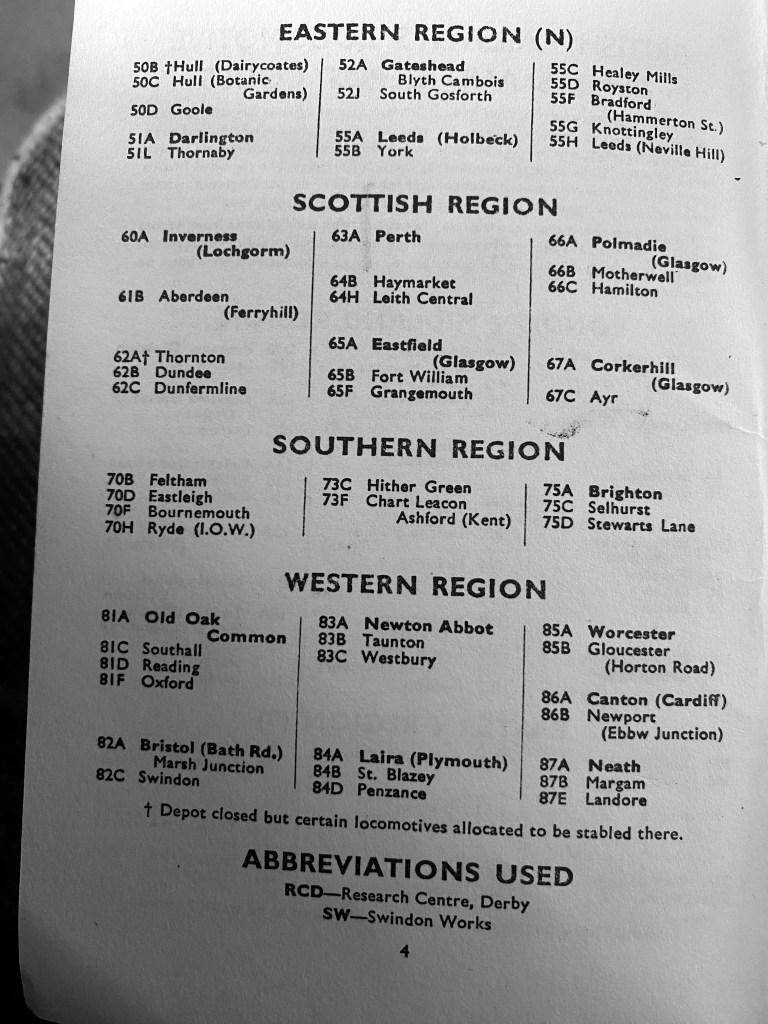 EASTERN REGION (N)
50B †Hull (Dairycoates)
50C Hull (Botanic
Gardens)
50D Goole
51A Darlington
51L Thornaby
52A Gateshead
Blyth Cambois
52J South Gosforth
55A Leeds (Holbeck)
55B York
55C Healey Mills
55D Royston
55F Bradford
(Hammerton St.)
55G Knottingley
55H Leeds (Neville Hill)
SCOTTISH REGION
60A Inverness
(Lochgorm)
61B Aberdeen
(Ferryhill)
62A† Thornton
62B Dundee
62C Dunfermline
63A Perth
64B Haymarket
64H Leith Central
65A Eastfield
(Glasgow)
65B Fort William
65F Grangemouth
66A Polmadie
(Glasgow)
66B Motherwell
66C Hamilton
67A Corkerhill
(Glasgow)
67C Ayr
SOUTHERN REGION
70B Feltham
70D Eastleigh
70F Bournemouth
70H Ryde (I.O.W.)
73C Hither Green
73F Chart Leacon
Ashford (Kent)
75A Brighton
75C Selhurst
75D Stewarts Lane
WESTERN REGION
81A Old Oak
Common
81C Southall
81D Reading
81F Oxford
82A Bristol (Bath Rd.)
Marsh Junction
82C Swindon
83A Newton Abbot
83B Taunton
83C Westbury
84A Laira (Plymouth)
84B St. Blazey
84D Penzance
85A Worcester
85B Gloucester
(Horton Road)
86A Canton (Cardiff)
86B Newport
(Ebbw Junction)
87A Neath
87B Margam
87E Landore
† Depot closed but certain locomotives allocated to be stabled there.
ABBREVIATIONS USED
RCD—Research Centre, Derby
SW—Swindon Works
4